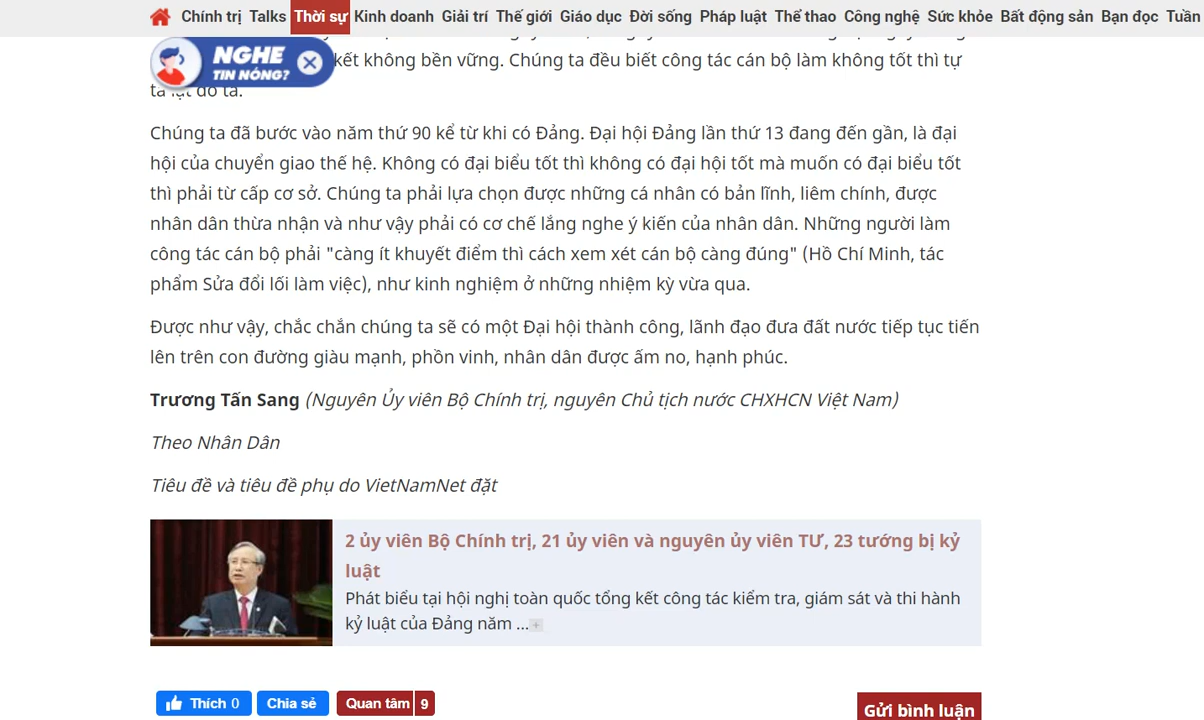 Chính trị Talks Thời sự Kinh doanh Giải trí Thế giới Giáo dục Đời sống Pháp luật Thể thao Công nghệ Sức khỏe Bất động sản Bạn đọc Tuần
NGHE
TIN NÓNG?
kết không bền vững. Chúng ta đều biết công tác cán bộ làm không tốt thì tự
ta lật đổ ta.
Chúng ta đã bước vào năm thứ 90 kể từ khi có Đảng. Đại hội Đảng lần thứ 13 đang đến gần, là đại
hội của chuyển giao thế hệ. Không có đại biểu tốt thì không có đại hội tốt mà muốn có đại biểu tốt
thì phải từ cấp cơ sở. Chúng ta phải lựa chọn được những cá nhân có bản lĩnh, liêm chính, được
nhân dân thừa nhận và như vậy phải có cơ chế lắng nghe ý kiến của nhân dân. Những người làm
công tác cán bộ phải "càng ít khuyết điểm thì cách xem xét cán bộ càng đúng" (Hồ Chí Minh, tác
phẩm Sửa đổi lối làm việc), như kinh nghiệm ở những nhiệm kỳ vừa qua.
Được như vậy, chắc chắn chúng ta sẽ có một Đại hội thành công, lãnh đạo đưa đất nước tiếp tục tiến
lên trên con đường giàu mạnh, phồn vinh, nhân dân được ấm no, hạnh phúc.
Trương Tấn Sang (Nguyên Ủy viên Bộ Chính trị, nguyên Chủ tịch nước CHXHCN Việt Nam)
Theo Nhân Dân
Tiêu đề và tiêu đề phụ do VietNamNet đặt
2 ủy viên Bộ Chính trị, 21 ủy viên và nguyên ủy viên TƯ, 23 tướng bị kỷ
luật
Phát biểu tại hội nghị toàn quốc tổng kết công tác kiểm tra, giám sát và thi hành
kỷ luật của Đảng năm ...
Thích 0 Chia sẻ Quan tâm 9 Gửi bình luận